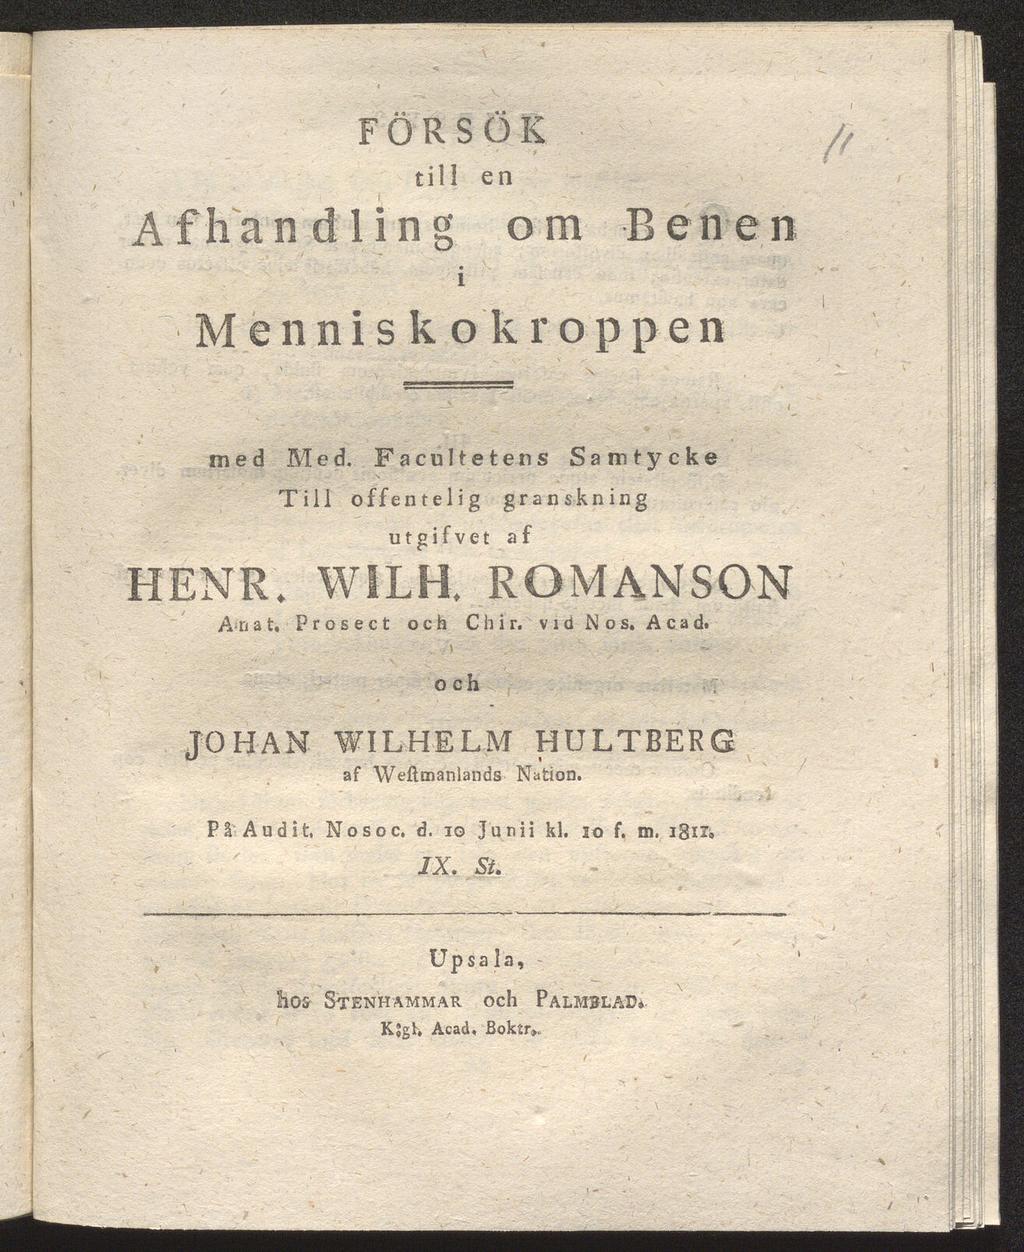 FÖRSÖK
11
till en
Afhandling om Benen
i
Menniskokroppen
med Med. Facultetens Samtycke
Till offentelig granskning
utgifvet af
HENR. WILH. ROMANSON
Anat. Prosect och Chir. vid Nos. Acad.
och
JOHAN WILHELM HULTBERG
af Weſtmanlands Nation.
På Audit. Nosoc. d. 10 Junii kl. 10 f. m. 1811.
IX. St.
Upsala,
hos STENHAMMAR och PALMBLAD.
K:gl. Acad. Boktr.